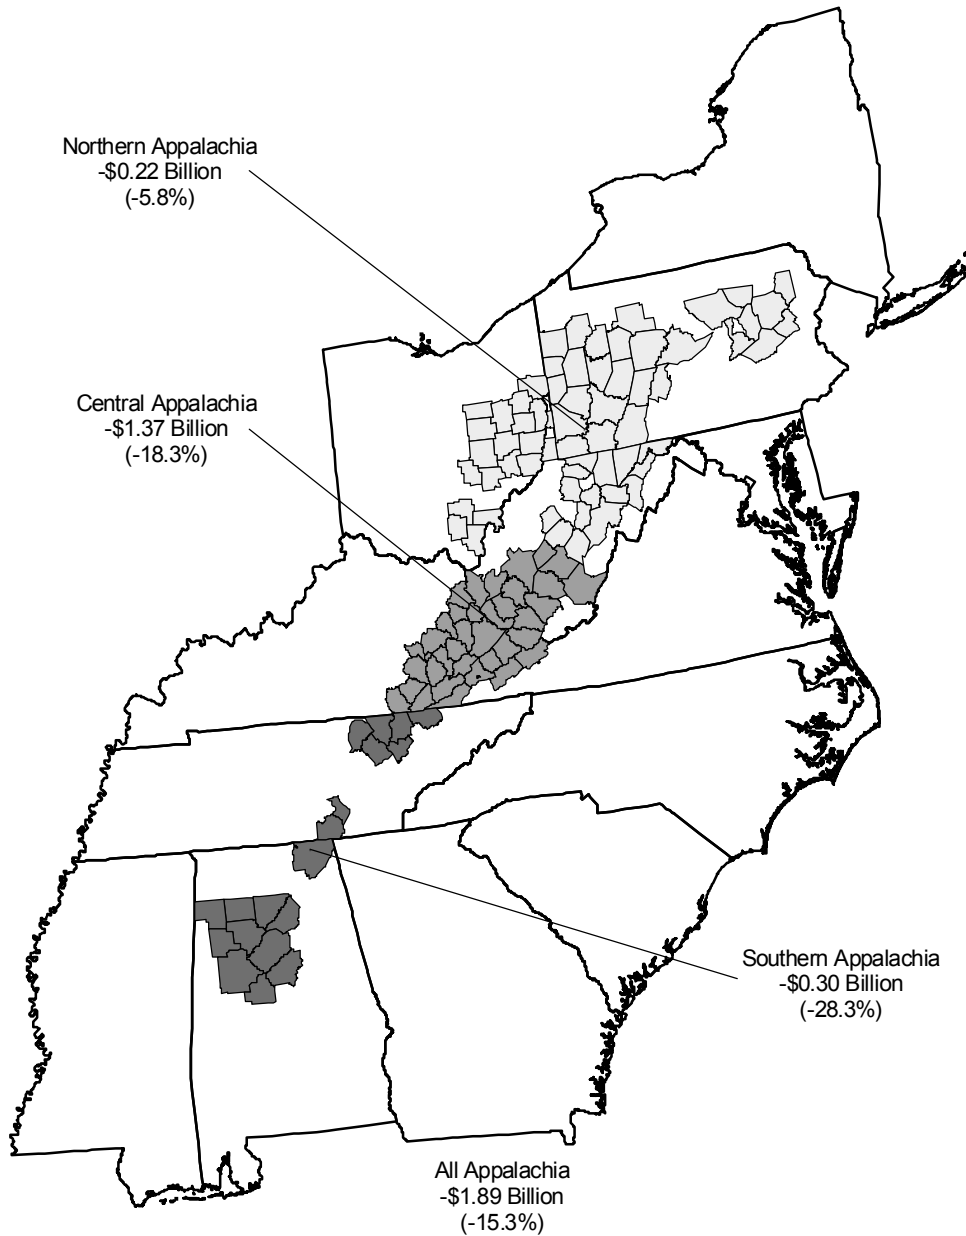 Northern Appalachia
-$0.22 Billion
(-5.8%)
Central Appalachia
-$1.37 Billion
(-18.3%)
Southern Appalachia
-$0.30 Billion
(-28.3%)
All Appalachia
-$1.89 Billion
(-15.3%)